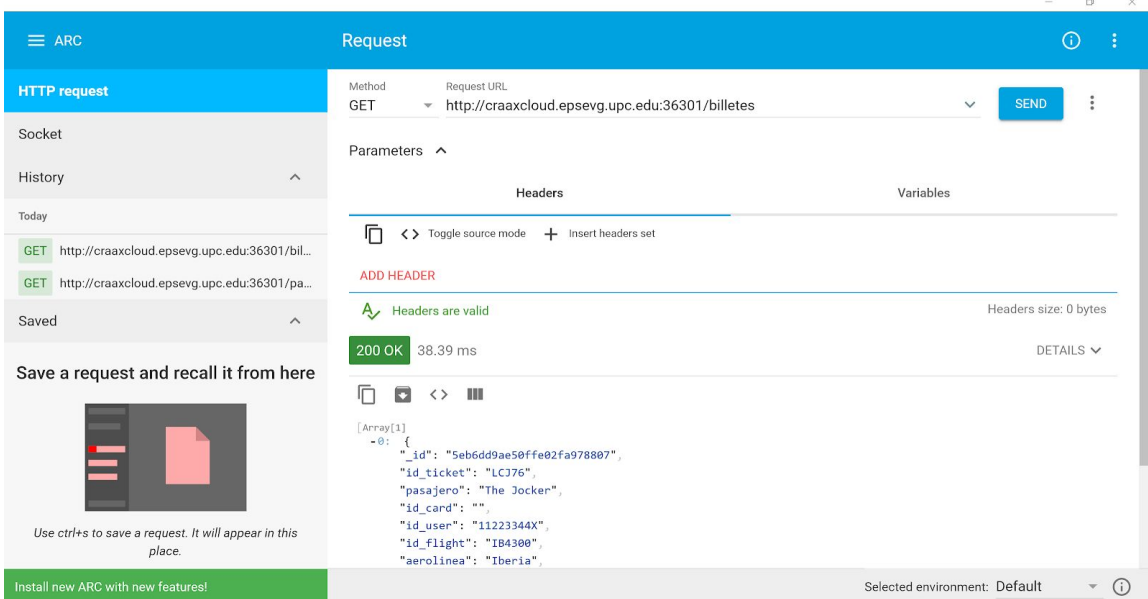 ARC
Request
HTTP request
Socket
History
Today
GET http://craaxcloud.epsevg.upc.edu:36301/bil...
GET http://craaxcloud.epsevg.upc.edu:36301/pa...
Saved
Save a request and recall it from here
Use ctrl+s to save a request. It will appear in this
place.
Install new ARC with new features!
Method Request URL
GET http://craaxcloud.epsevg.upc.edu:36301/billetes SEND
Parameters
Headers Variables
Toggle source mode Insert headers set
ADD HEADER
Headers are valid Headers size: 0 bytes
200 OK 38.39 ms DETAILS
[Array[1]
-0: {
"_id": "5eb6dd9ae50ffe02fa978807",
"id_ticket": "LCJ76",
"pasajero": "The Jocker",
"id_card": "",
"id_user": "11223344X",
"id_flight": "IB4300",
"aerolinea": "Iberia",
Selected environment: Default